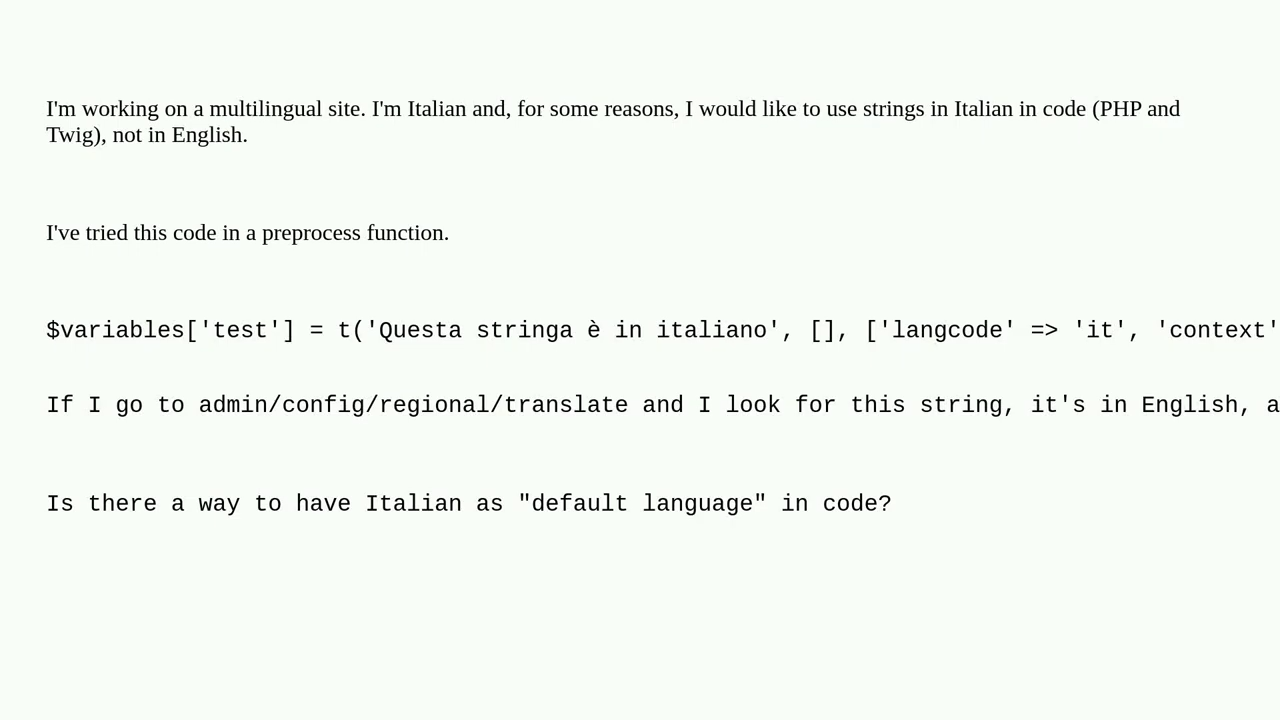 I'm working on a multilingual site. I'm Italian and, for some reasons, I would like to use strings in Italian in code (PHP and
Twig), not in English.
I've tried this code in a preprocess function.
$variables['test'] = t('Questa stringa è in italiano', [], ['langcode' => 'it', 'context'
If I go to admin/config/regional/translate and I look for this string, it's in English, a
Is there a way to have Italian as "default language" in code?